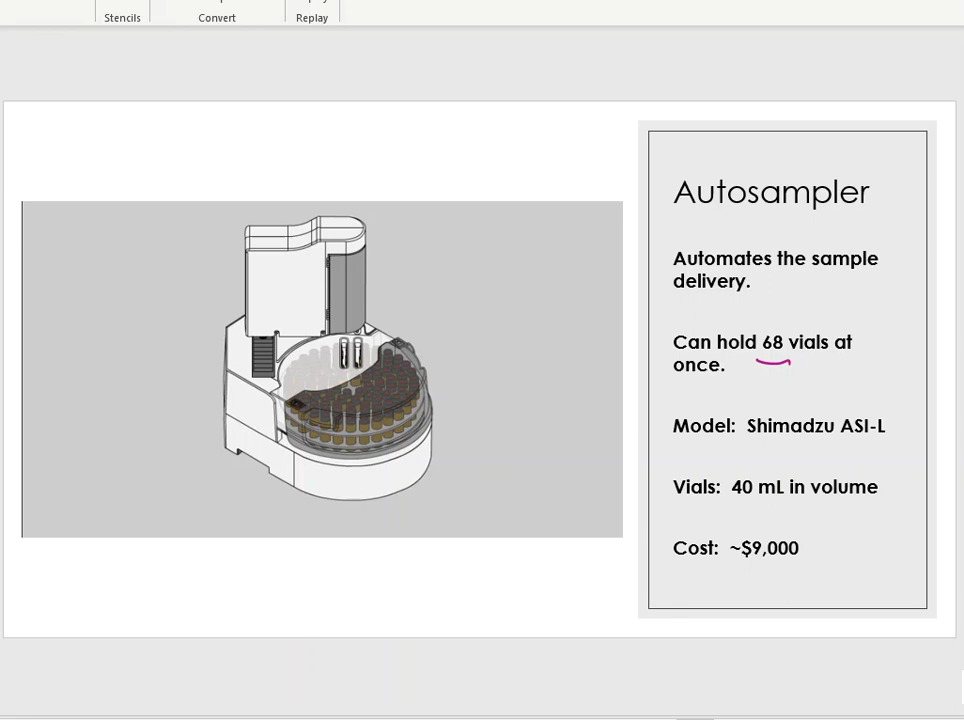 Stencils
Convert
Replay
Autosampler
Automates the sample
delivery.
Can hold 68 vials at
once.
Model:  Shimadzu ASI-L
Vials:  40 mL in volume
Cost:  ~$9,000